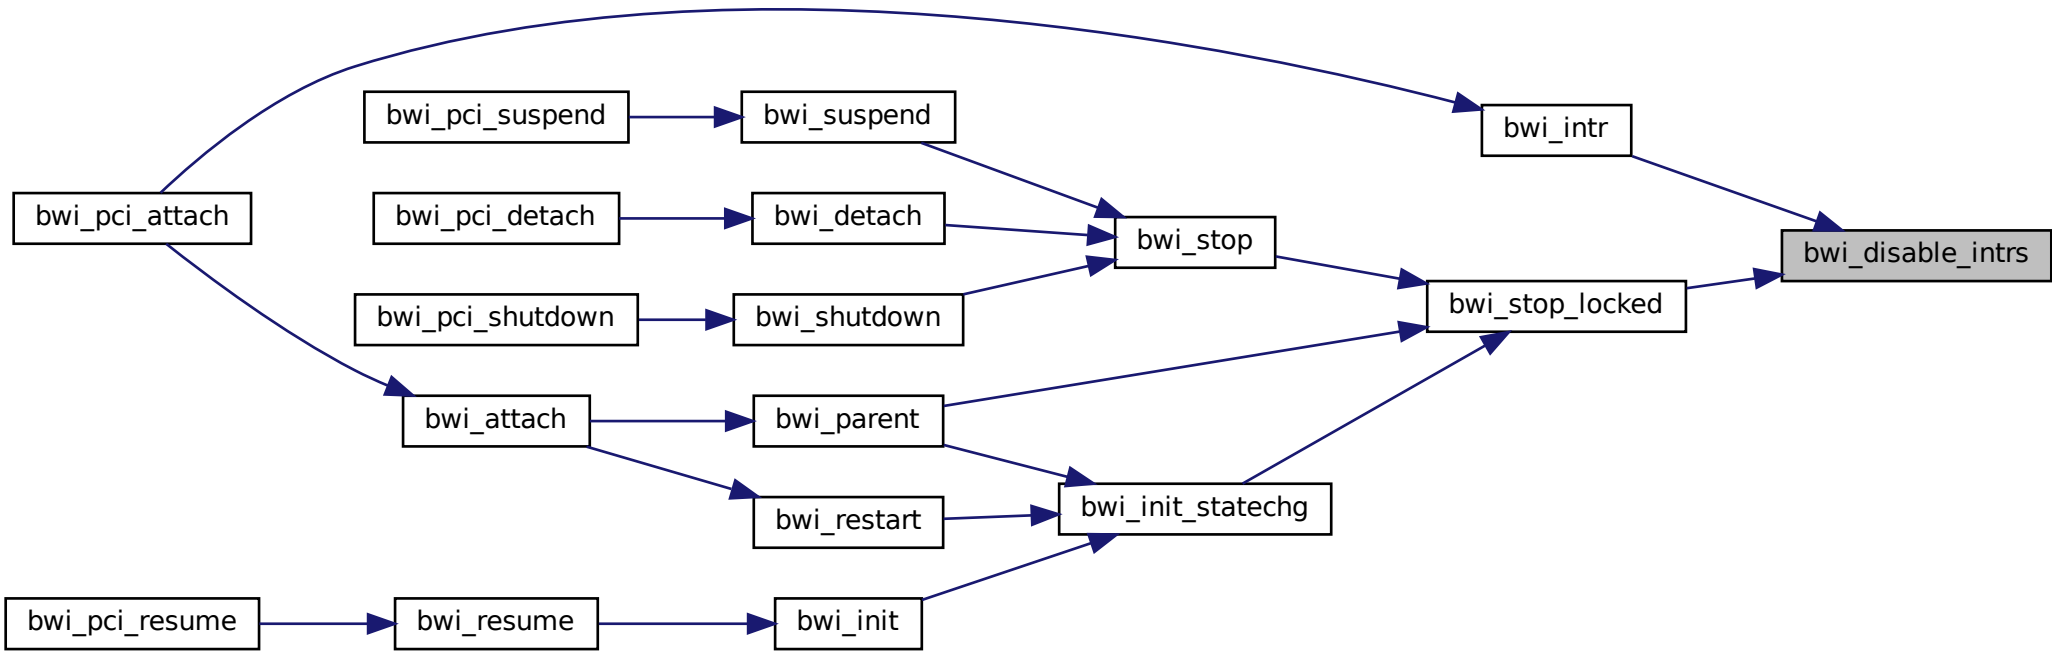 bwi_pci_suspend
bwi_suspend
bwi_intr
bwi_pci_attach
bwi_pci_detach
bwi_detach
bwi_stop
bwi_disable_intrs
bwi_pci_shutdown
bwi_shutdown
bwi_stop_locked
bwi_attach
bwi_parent
bwi_restart
bwi_init_statechg
bwi_pci_resume
bwi_resume
bwi_init